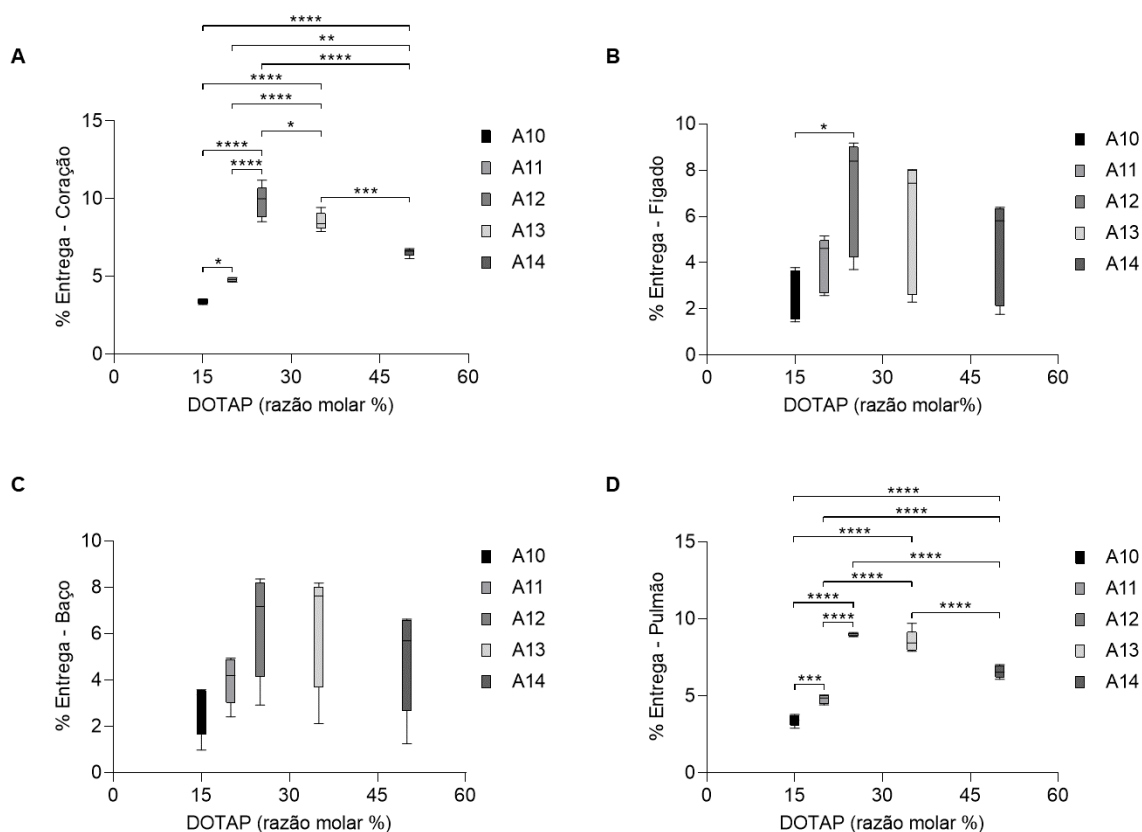 A
****
**
****
****
****
*
****
****
***
*
% Entrega - Coração
15
10
5
0
0
15
30
45
60
DOTAP (razão molar %)
A10
A11
A12
A13
A14
B
*
% Entrega - Fígado
10
8
6
4
2
0
0
15
30
45
60
DOTAP (razão molar%)
A10
A11
A12
A13
A14
C
% Entrega - Baço
10
8
6
4
2
0
0
15
30
45
60
DOTAP (razão molar %)
A10
A11
A12
A13
A14
D
****
****
****
****
****
****
****
****
***
% Entrega - Pulmão
15
10
5
0
0
15
30
45
60
DOTAP (razão molar %)
A10
A11
A12
A13
A14